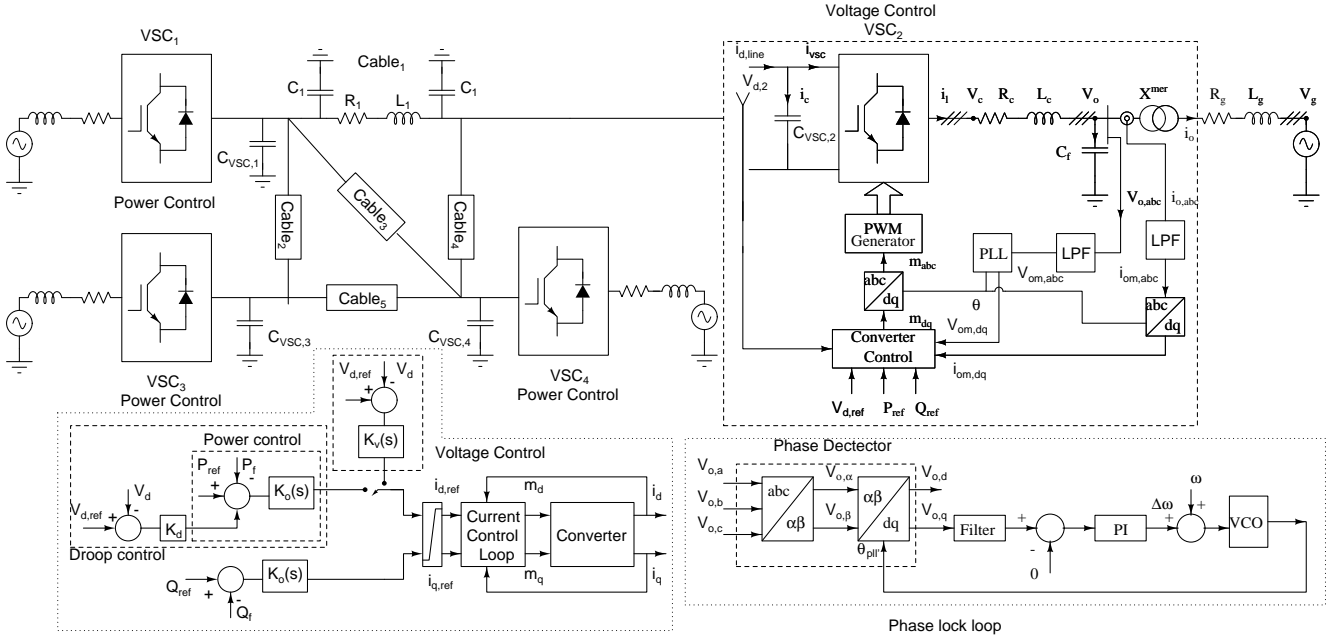 Voltage Control
VSC2
VSC1
Cable1
C1
C1
R1
L1
CVSC,1
Power Control
Cable2
Cable3
Cable4
Cable5
CVSC,3
CVSC,4
VSC3
Power Control
VSC4
Power Control
id,line
ivsc
Vd,2
ic
CVSC,2
il
Vc
Rc
Lc
Vo
Xmer
Rg
Lg
Vg
io
Cf
Vo,abc
io,abc
PWM
Generator
mabc
PLL
LPF
LPF
Vom,abc
iom,abc
abc
dq
θ
abc
dq
mdq
Vom,dq
Converter
Control
iom,dq
Vd,ref
Pref
Qref
Vd,ref
-
Vd
+
Kv(s)
Voltage Control
Power control
Pref
Pf
+
-
Ko(s)
Vd
Vd,ref
+
-
Kd
Droop control
Qref
+
-
Qf
Ko(s)
id,ref
iq,ref
md
mq
Current
Control
Loop
Converter
id
iq
Phase Dectector
Vo,a
Vo,b
Vo,c
abc
αβ
Vo,α
Vo,β
αβ
dq
θpll'
Vo,d
Vo,q
Filter
+
-
0
PI
Δω
+
ω
+
VCO
Phase lock loop